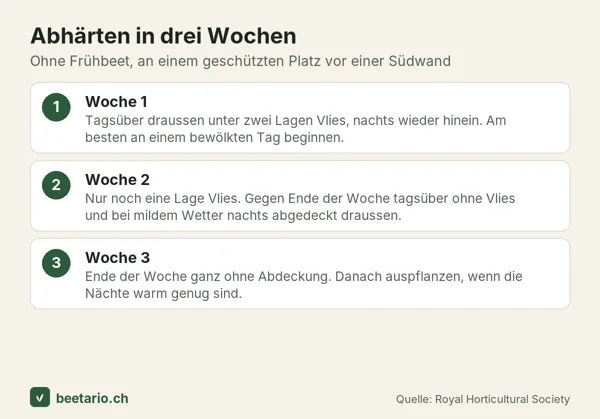 Abhärten in drei Wochen
Ohne Frühbeet, an einem geschützten Platz vor einer Südwand
1
Woche 1
Tagsüber draussen unter zwei Lagen Vlies, nachts wieder hinein. Am
besten an einem bewölkten Tag beginnen.
2
Woche 2
Nur noch eine Lage Vlies. Gegen Ende der Woche tagsüber ohne Vlies
und bei mildem Wetter nachts abgedeckt draussen.
3
Woche 3
Ende der Woche ganz ohne Abdeckung. Danach auspflanzen, wenn die
Nächte warm genug sind.
beetario.ch
Quelle: Royal Horticultural Society